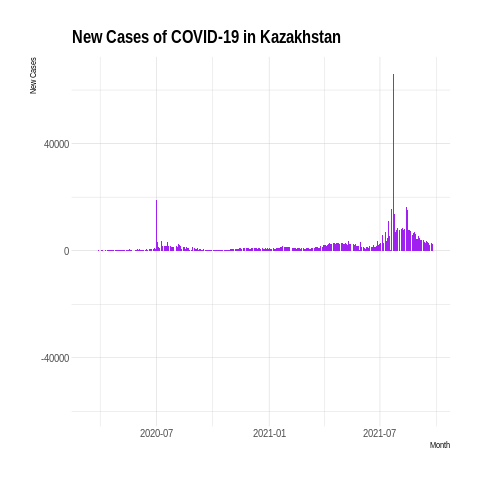 New Cases of COVID-19 in Kazakhstan
New Cases
40000
0
-40000
2020-07
2021-01
2021-07
Month